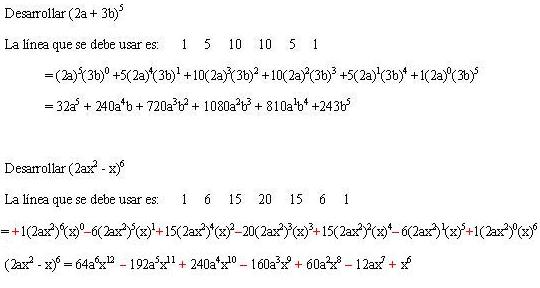 Desarrollar (2a + 3b)⁵
La línea que se debe usar es: 1 5 10 10 5 1
= (2a)⁵(3b)⁰ +5(2a)⁴(3b)¹ +10(2a)³(3b)² +10(2a)²(3b)³ +5(2a)¹(3b)⁴ +1(2a)⁰(3b)⁵
= 32a⁵ + 240a⁴b + 720a³b² + 1080a²b³ + 810a¹b⁴ +243b⁵
Desarrollar (2ax² - x)⁶
La línea que se debe usar es: 1 6 15 20 15 6 1
= +1(2ax²)⁶(x)⁰–6(2ax²)⁵(x)¹+15(2ax²)⁴(x)²–20(2ax²)³(x)³+15(2ax²)²(x)⁴–6(2ax²)¹(x)⁵+1(2ax²)⁰(x)⁶
(2ax² - x)⁶ = 64a⁶x¹² – 192a⁵x¹¹ + 240a⁴x¹⁰ – 160a³x⁹ + 60a²x⁸ – 12ax⁷ + x⁶